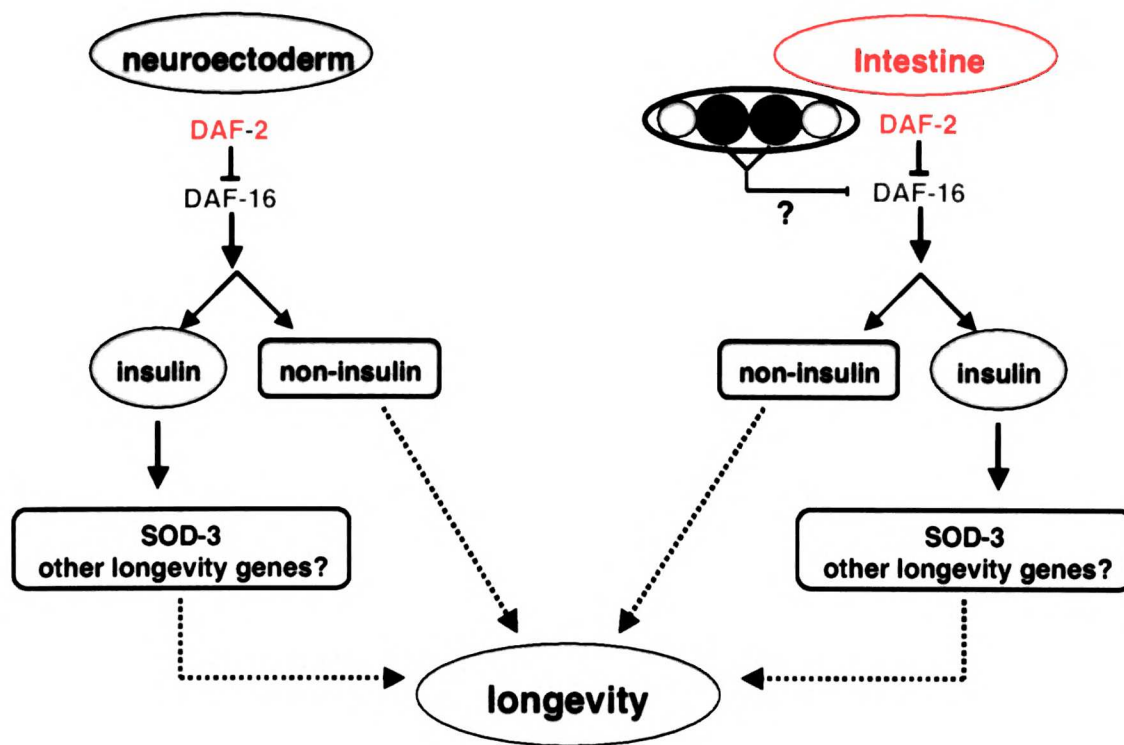 neuroectoderm
DAF-2
DAF-16
insulin
non-insulin
SOD-3
other longevity genes?
Intestine
DAF-2
DAF-16
?
non-insulin
insulin
SOD-3
other longevity genes?
longevity